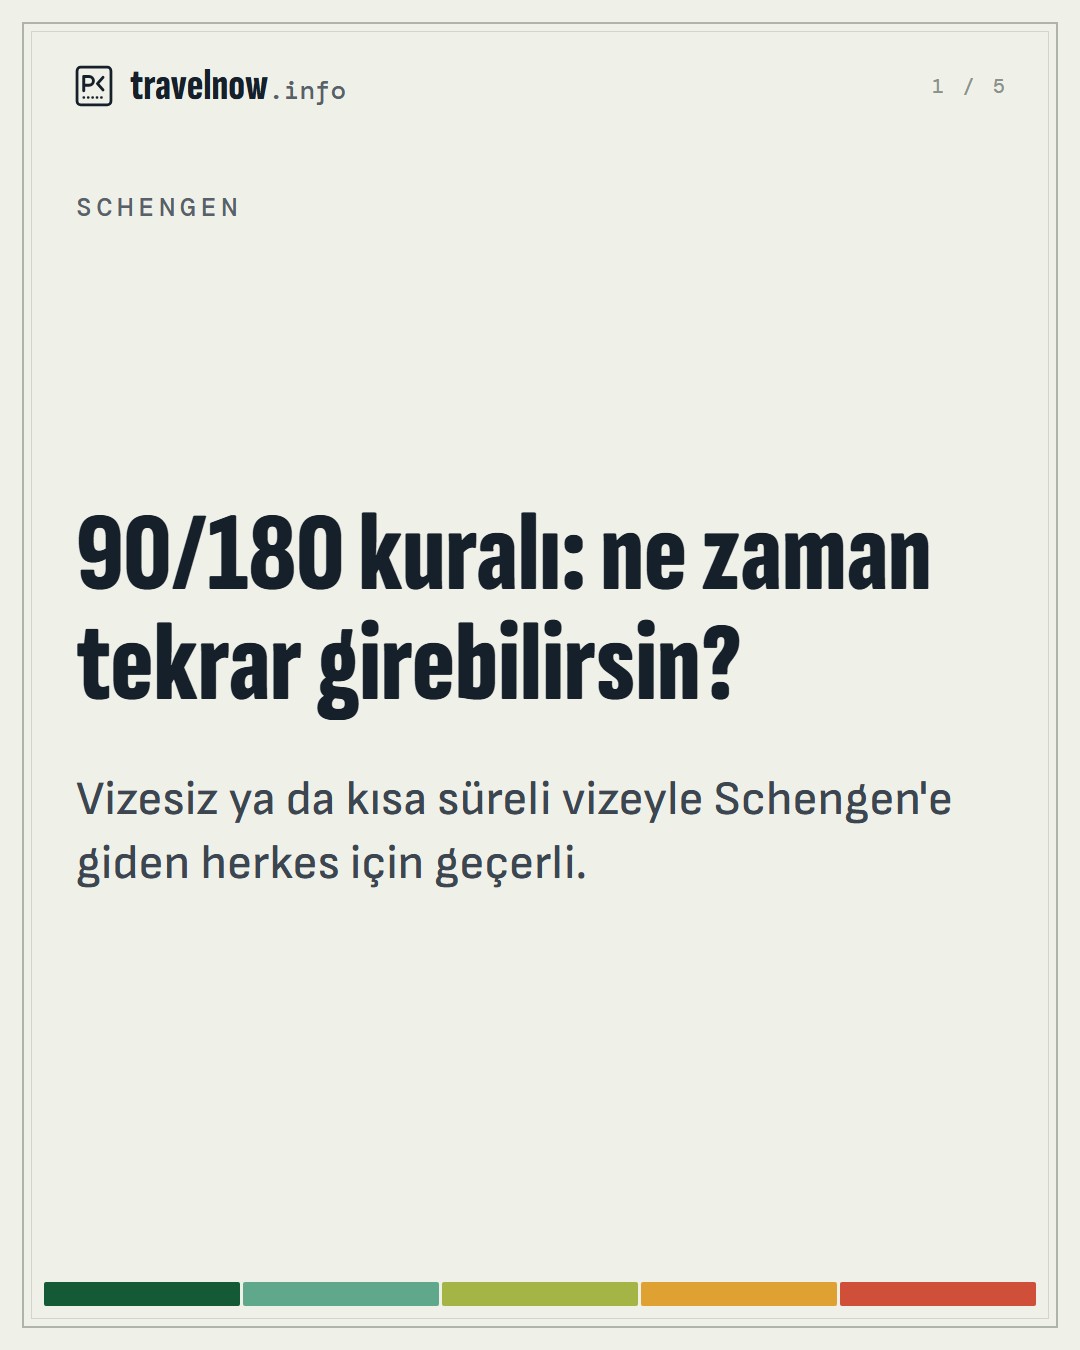 travelnow.info
1 / 5
SCHENGEN
90/180 kuralı: ne zaman
tekrar girebilirsin?
Vizesiz ya da kısa süreli vizeyle Schengen'e
giden herkes için geçerli.